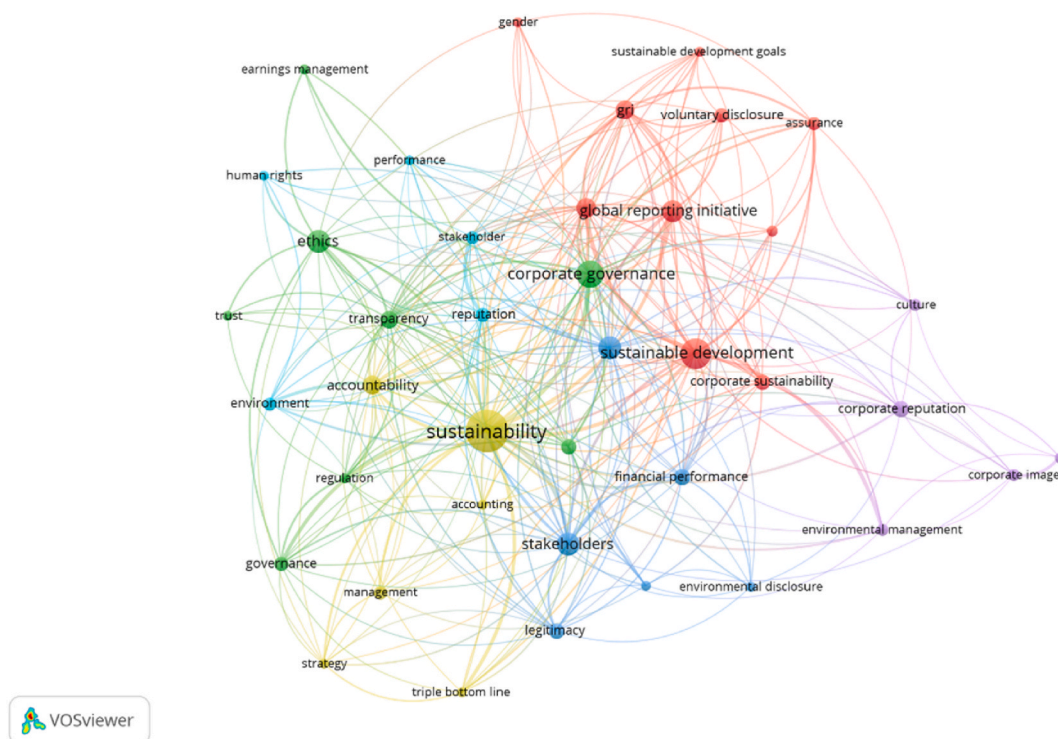 gender
sustainable development goals
earnings management
gri
voluntary disclosure
assurance
performance
human rights
global reporting initiative
ethics
stakeholder
corporate governance
culture
trust
transparency
reputation
sustainable development
accountability
corporate sustainability
environment
corporate reputation
sustainability
regulation
financial performance
corporate image
accounting
environmental management
stakeholders
governance
management
environmental disclosure
legitimacy
strategy
triple bottom line
VOSviewer